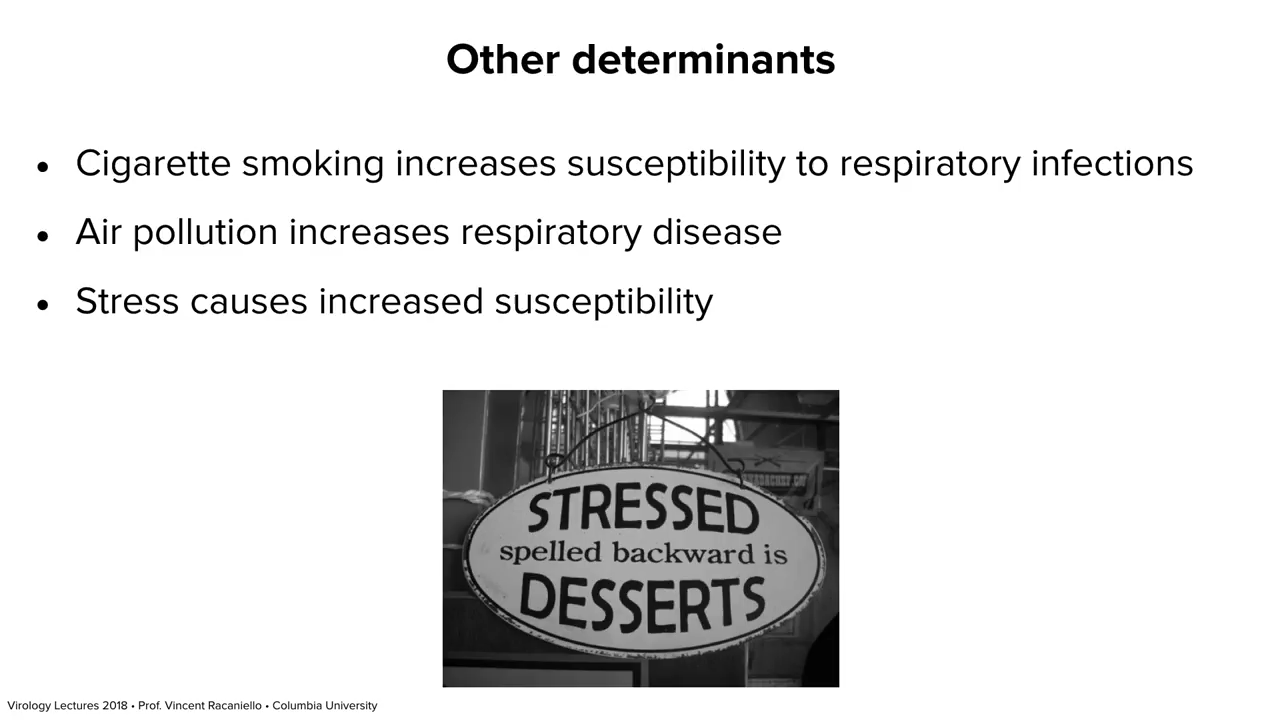 Other determinants
• Cigarette smoking increases susceptibility to respiratory infections
• Air pollution increases respiratory disease
• Stress causes increased susceptibility
STRESSED
spelled backward is
DESSERTS
Virology Lectures 2018 • Prof. Vincent Racaniello • Columbia University